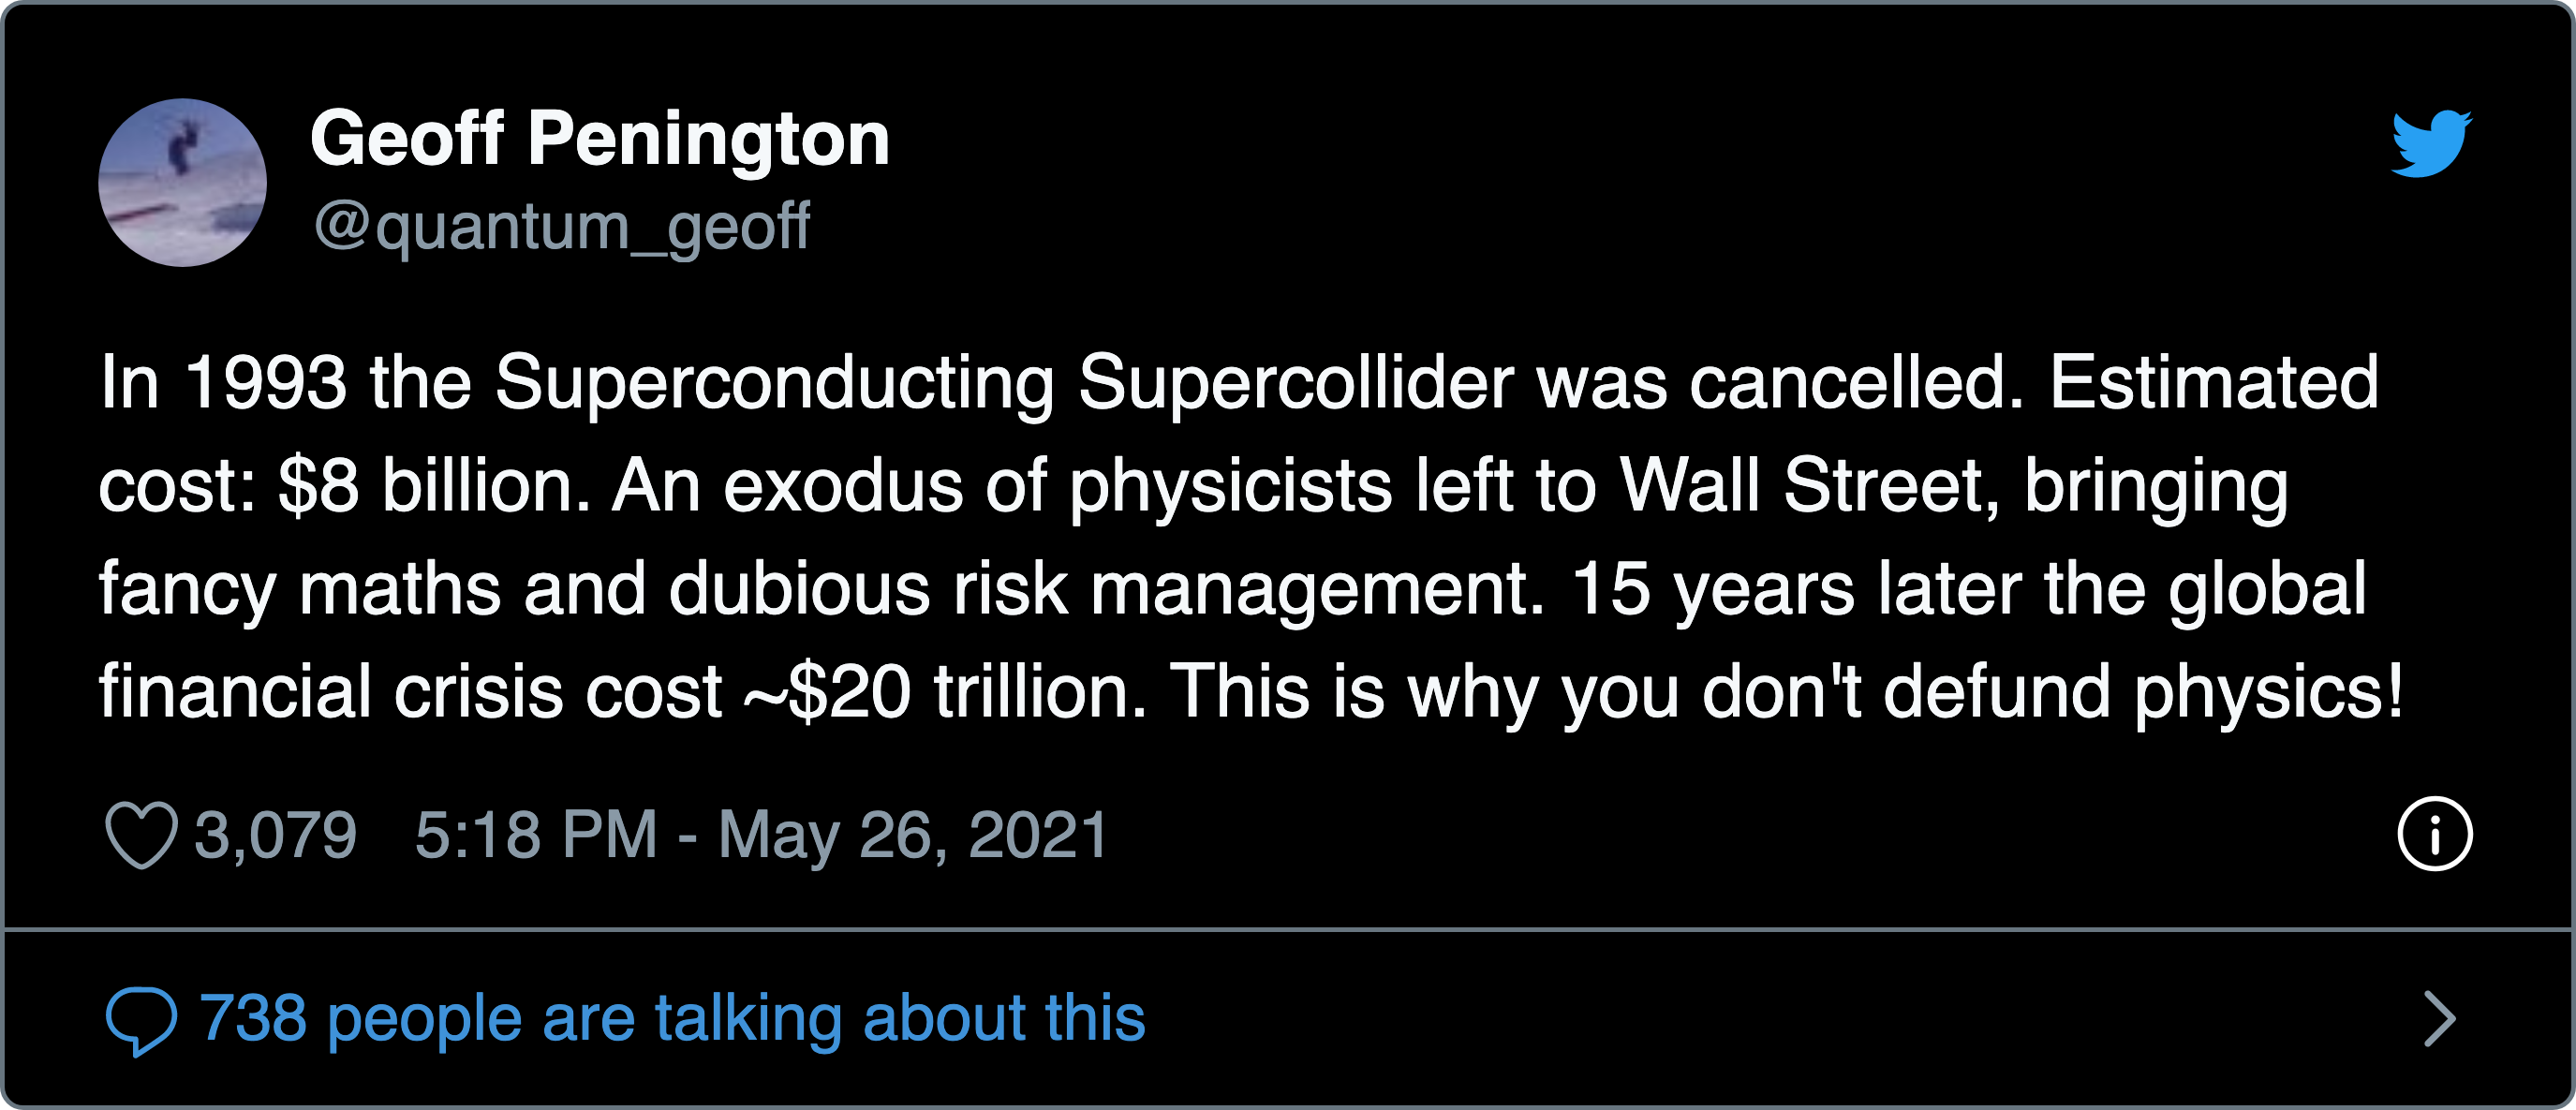 Geoff Penington
@quantum_geoff
In 1993 the Superconducting Supercollider was cancelled. Estimated
cost: $8 billion. An exodus of physicists left to Wall Street, bringing
fancy maths and dubious risk management. 15 years later the global
financial crisis cost ~$20 trillion. This is why you don't defund physics!
3,079 5:18 PM - May 26, 2021
738 people are talking about this